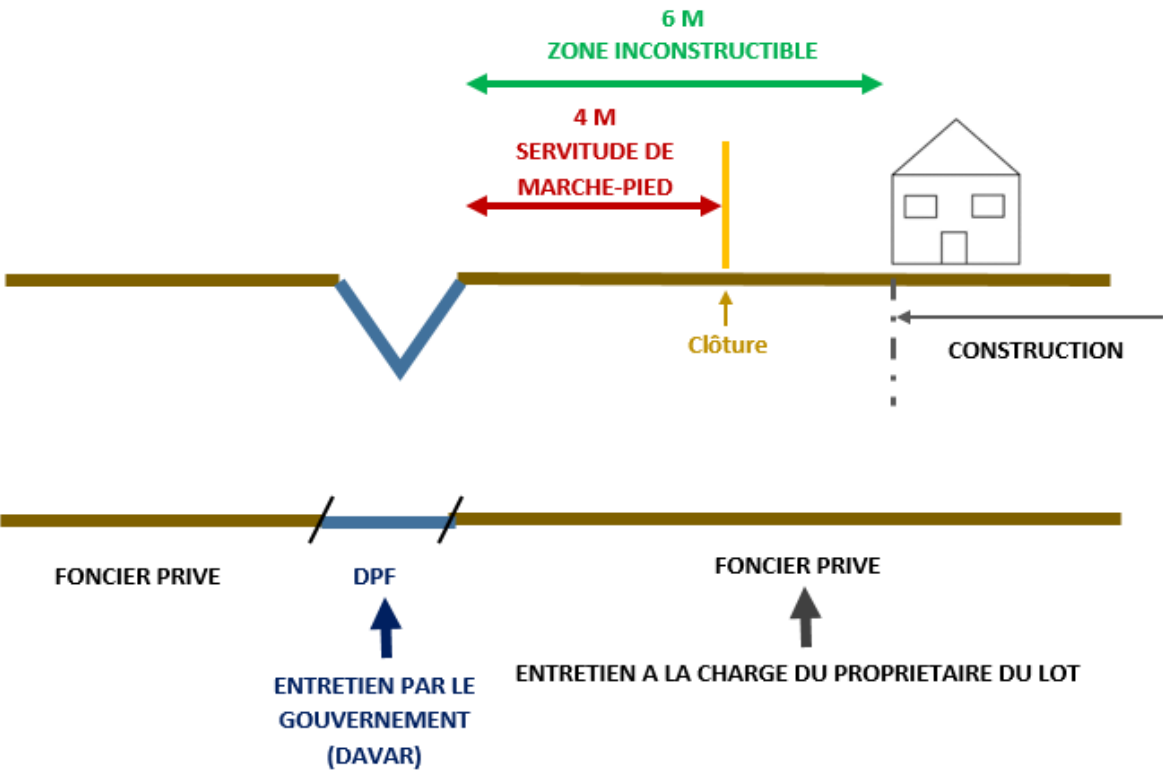 6 M
ZONE INCONSTRUCTIBLE
4 M
SERVITUDE DE
MARCHE-PIED
Clôture
CONSTRUCTION
FONCIER PRIVE
DPF
FONCIER PRIVE
ENTRETIEN A LA CHARGE DU PROPRIETAIRE DU LOT
ENTRETIEN PAR LE
GOUVERNEMENT
(DAVAR)